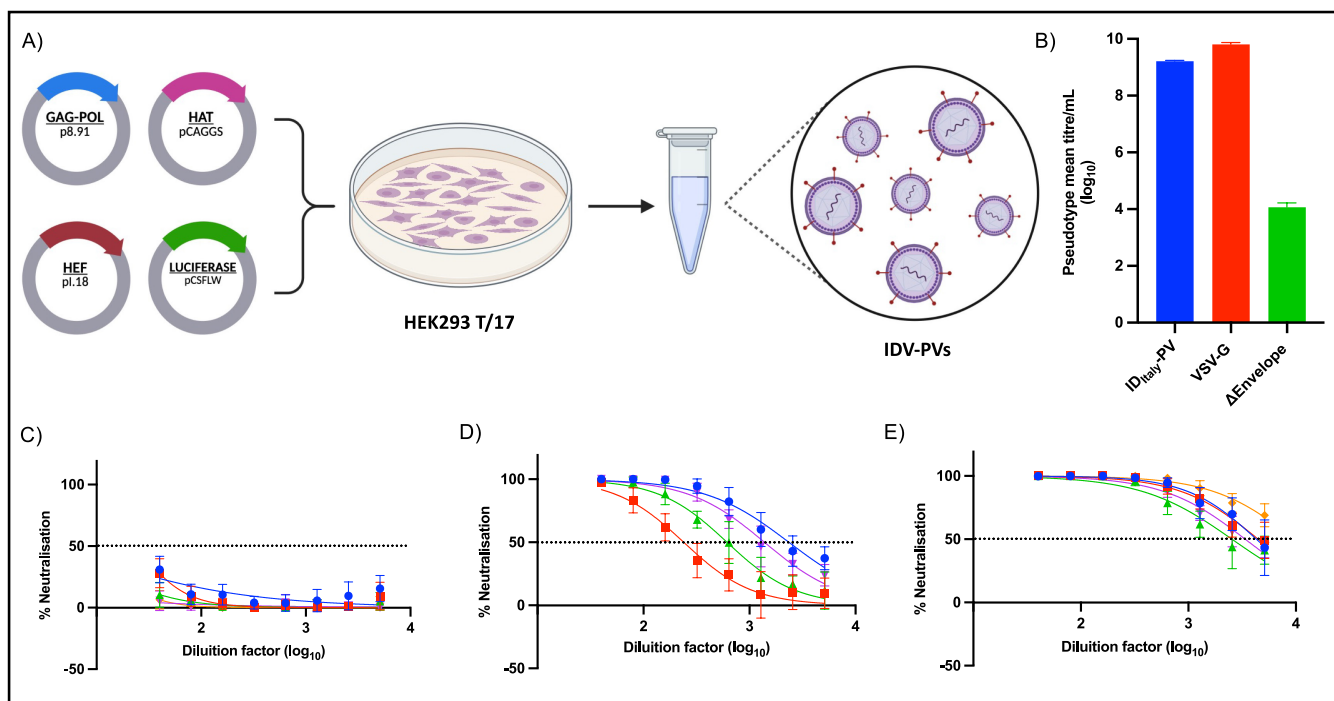 A)
GAG-POL
p8.91
HAT
pCAGGS
HEF
pI.18
LUCIFERASE
pCSFLW
HEK293 T/17
IDV-PVs
B)
Pseudotype mean titre/mL
(log10)
10
8
6
4
2
0
IDItaly-PV
VSV-G
ΔEnvelope
C)
% Neutralisation
100
50
0
-50
2
3
4
Dilution factor (log10)
D)
% Neutralisation
100
50
0
-50
2
3
4
Dilution factor (log10)
E)
% Neutralisation
100
50
0
-50
2
3
4
Dilution factor (log10)